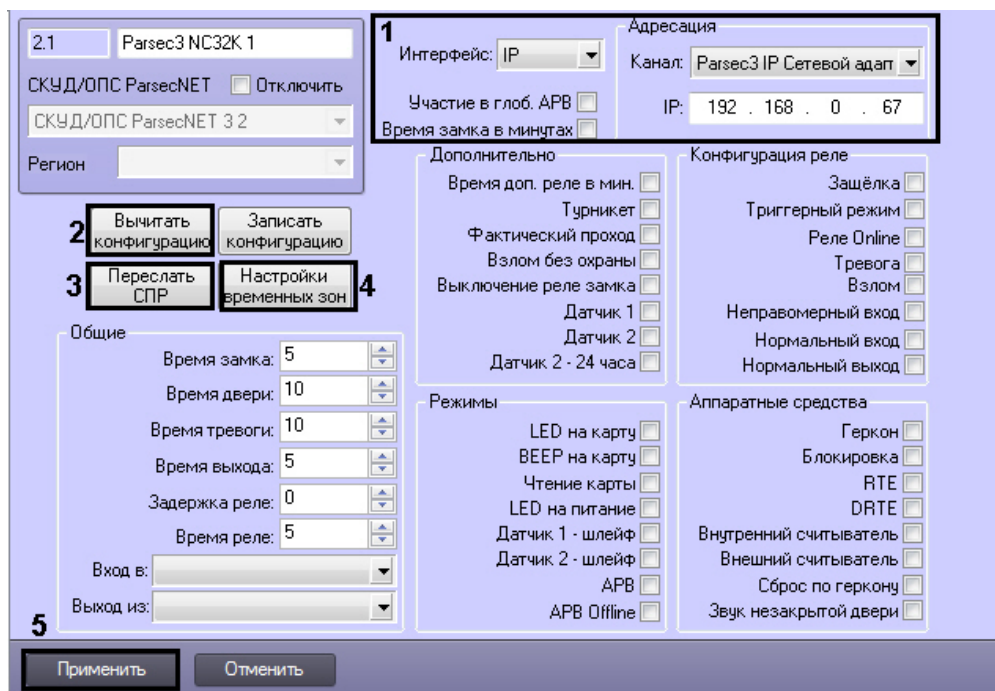 2.1 Parsec3 NC32K 1
СКУД/ОПС ParsecNET Отключить
СКУД/ОПС ParsecNET 3 2
Регион
1
Интерфейс: IP
Участие в глоб. APB
Время замка в минутах
Адресация
Канал: Parsec3 IP Сетевой адап
IP: 192 . 168 . 0 . 67
2
Вычитать
конфигурацию
Записать
конфигурацию
3
Переслать
СПР
Настройки
временных зон
4
Общие
Время замка: 5
Время двери: 10
Время тревоги: 10
Время выхода: 5
Задержка реле: 0
Время реле: 5
Вход в:
Выход из:
Дополнительно
Время доп. реле в мин.
Турникет
Фактический проход
Взлом без охраны
Выключение реле замка
Датчик 1
Датчик 2
Датчик 2 - 24 часа
Конфигурация реле
Защёлка
Триггерный режим
Реле Online
Тревога
Взлом
Неправомерный вход
Нормальный вход
Нормальный выход
Режимы
LED на карту
BEEP на карту
Чтение карты
LED на питание
Датчик 1 - шлейф
Датчик 2 - шлейф
APB
APB Offline
Аппаратные средства
Геркон
Блокировка
RTE
DRTE
Внутренний считыватель
Внешний считыватель
Сброс по геркону
Звук незакрытой двери
5
Применить
Отменить